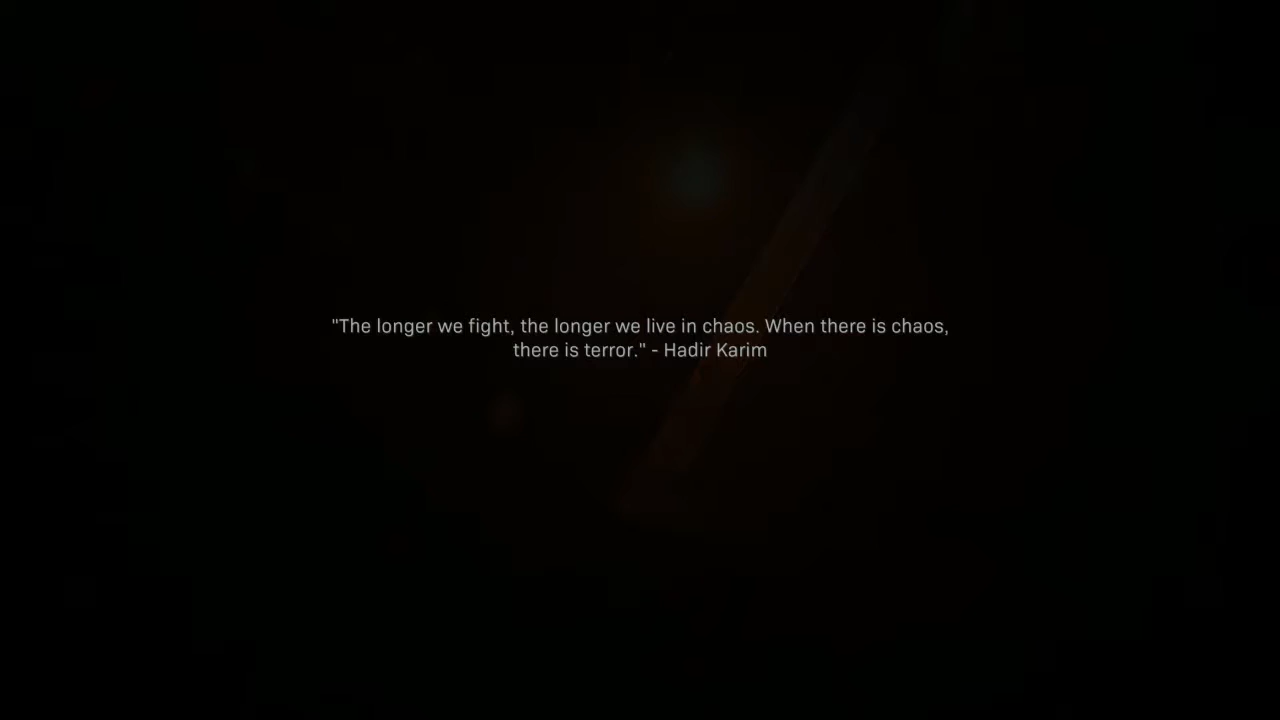 "The longer we fight, the longer we live in chaos. When there is chaos,
there is terror." - Hadir Karim